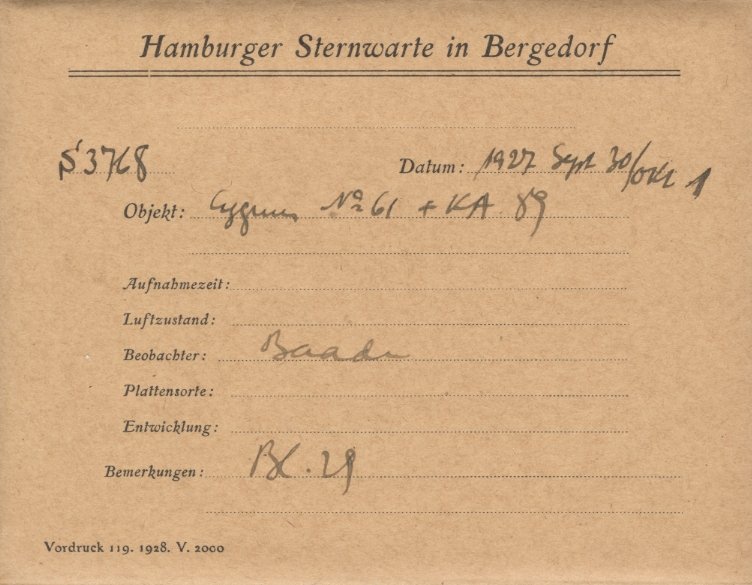 Hamburger Sternwarte in Bergedorf
S 3768 Datum: 1927 Sept 30/Okt 1
Objekt: Cygnus No 61 + KA 89
Aufnahmezeit:
Luftzustand:
Beobachter: Baade
Plattensorte:
Entwicklung:
Bemerkungen: Bl. 29
Vordruck 119. 1928. V. 2000